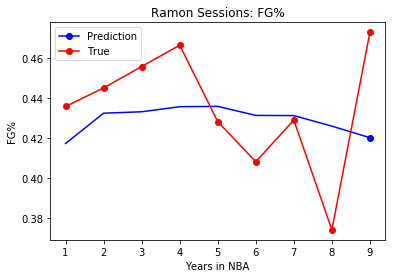 Ramon Sessions: FG%
Prediction
True
FG%
0.46
0.44
0.42
0.40
0.38
1 2 3 4 5 6 7 8 9
Years in NBA